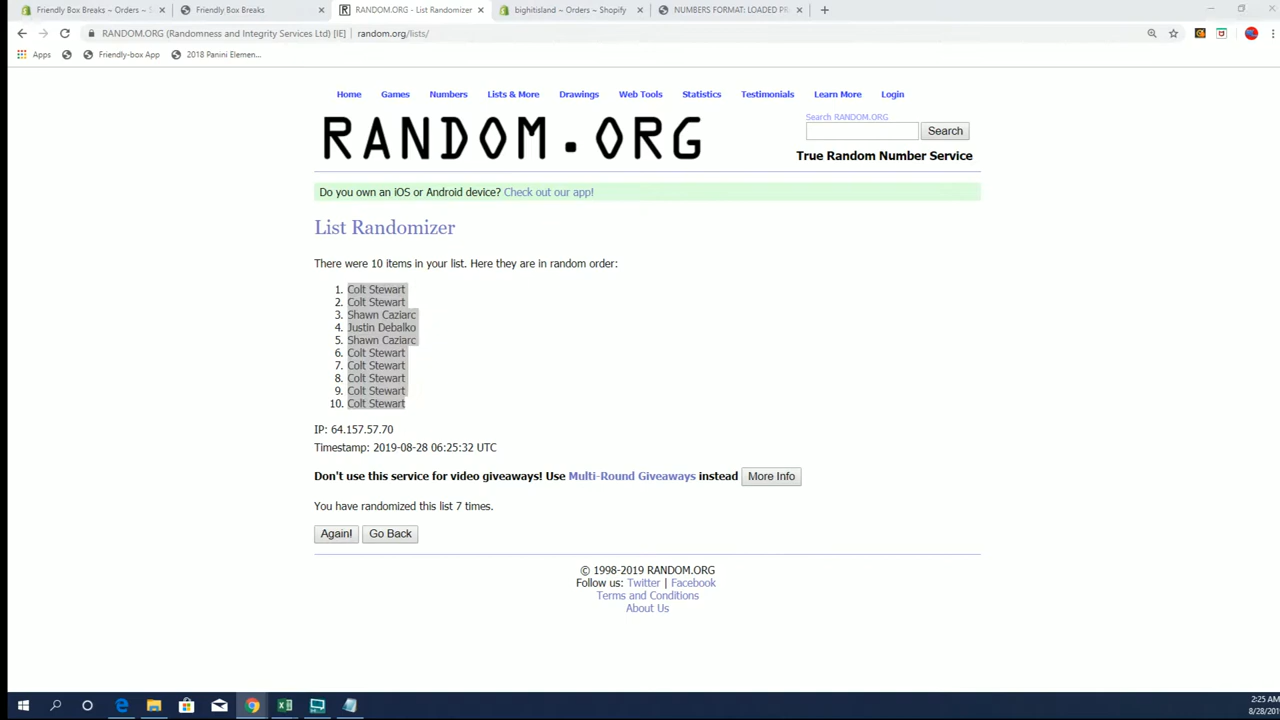 Friendly Box Breaks ~ Orders ~ S
Friendly Box Breaks
RANDOM.ORG - List Randomizer
bighitisland ~ Orders ~ Shopify
NUMBERS FORMAT: LOADED PR
RANDOM.ORG (Randomness and Integrity Services Ltd) [IE] | random.org/lists/
Apps
Friendly-box App
2018 Panini Elemen...
Home Games Numbers Lists & More Drawings Web Tools Statistics Testimonials Learn More Login
RANDOM.ORG
Search RANDOM.ORG
Search
True Random Number Service
Do you own an iOS or Android device? Check out our app!
List Randomizer
There were 10 items in your list. Here they are in random order:
1. Colt Stewart
2. Colt Stewart
3. Shawn Caziarc
4. Justin Debalko
5. Shawn Caziarc
6. Colt Stewart
7. Colt Stewart
8. Colt Stewart
9. Colt Stewart
10. Colt Stewart
IP: 64.157.57.70
Timestamp: 2019-08-28 06:25:32 UTC
Don't use this service for video giveaways! Use Multi-Round Giveaways instead More Info
You have randomized this list 7 times.
Again! Go Back
© 1998-2019 RANDOM.ORG
Follow us: Twitter | Facebook
Terms and Conditions
About Us
2:25 AM
8/28/201